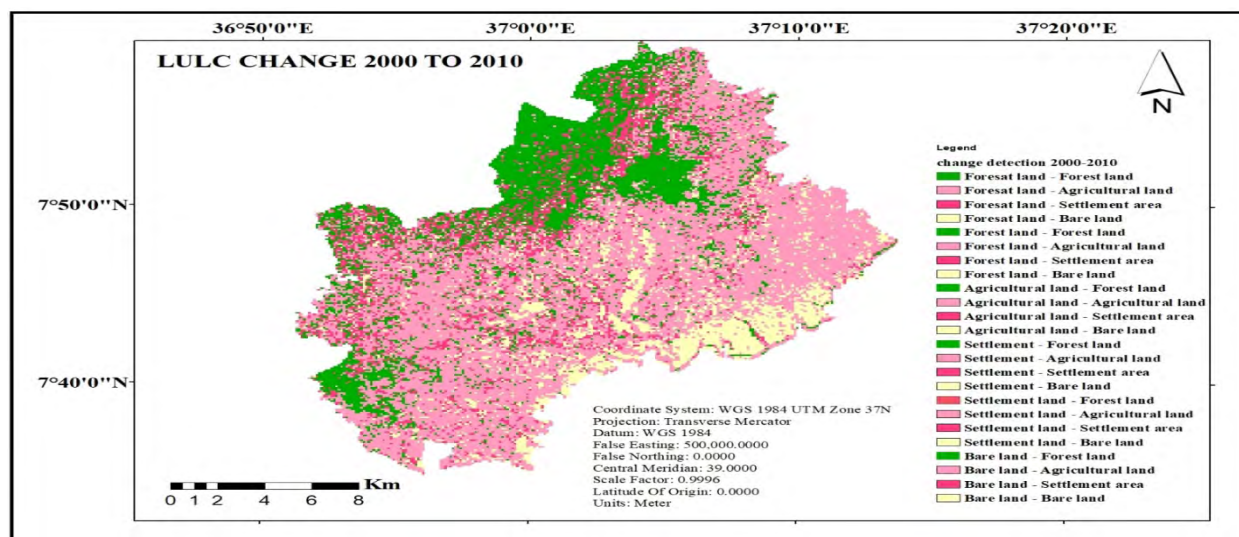 36°50'0"E 37°0'0"E 37°10'0"E 37°20'0"E
LULC CHANGE 2000 TO 2010
N
7°50'0"N
7°40'0"N
Legend
change detection 2000-2010
Foresat land - Forest land
Foresat land - Agricultural land
Foresat land - Settlement area
Foresat land - Bare land
Forest land - Forest land
Forest land - Agricultural land
Forest land - Settlement area
Forest land - Bare land
Agricultural land - Forest land
Agricultural land - Agricultural land
Agricultural land - Settlement area
Agricultural land - Bare land
Settlement - Forest land
Settlement - Agricultural land
Settlement - Settlement area
Settlement - Bare land
Settlement land - Forest land
Settlement land - Agricultural land
Settlement land - Settlement area
Settlement land - Bare land
Bare land - Forest land
Bare land - Agricultural land
Bare land - Settlement area
Bare land - Bare land
Coordinate System: WGS 1984 UTM Zone 37N
Projection: Transverse Mercator
Datum: WGS 1984
False Easting: 500,000.0000
False Northing: 0.0000
Central Meridian: 39.0000
Scale Factor: 0.9996
Latitude Of Origin: 0.0000
Units: Meter
Km
0 1 2 4 6 8